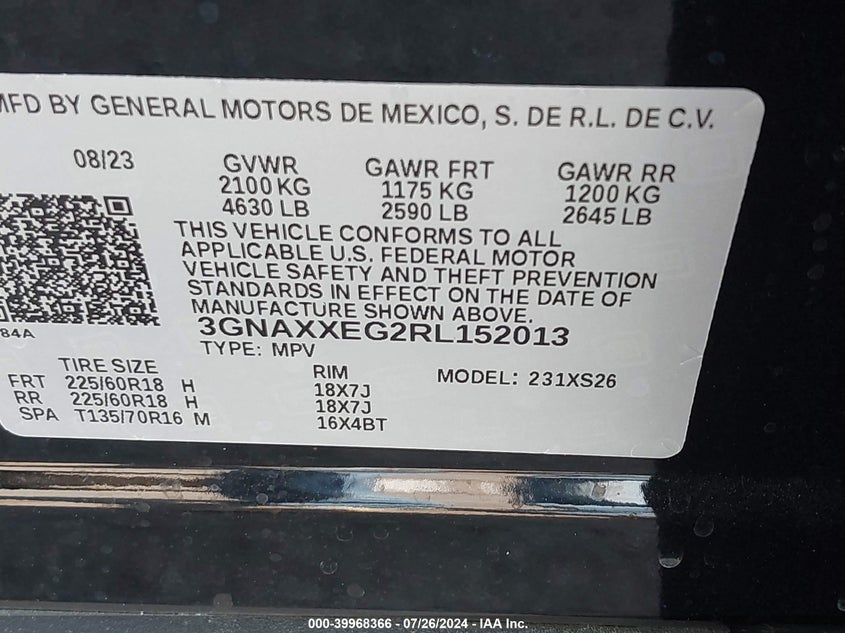 MFD BY GENERAL MOTORS DE MEXICO, S. DE R.L. DE C.V.
08/23 GVWR GAWR FRT GAWR RR
2100 KG 1175 KG 1200 KG
4630 LB 2590 LB 2645 LB
THIS VEHICLE CONFORMS TO ALL
APPLICABLE U.S. FEDERAL MOTOR
VEHICLE SAFETY AND THEFT PREVENTION
STANDARDS IN EFFECT ON THE DATE OF
MANUFACTURE SHOWN ABOVE.
3GNAXXEG2RL152013
84A
TYPE: MPV
TIRE SIZE RIM MODEL: 231XS26
FRT 225/60R18 H 18X7J
RR 225/60R18 H 18X7J
SPA T135/70R16 M 16X4BT
000-39968366 - 07/26/2024 - IAA Inc.